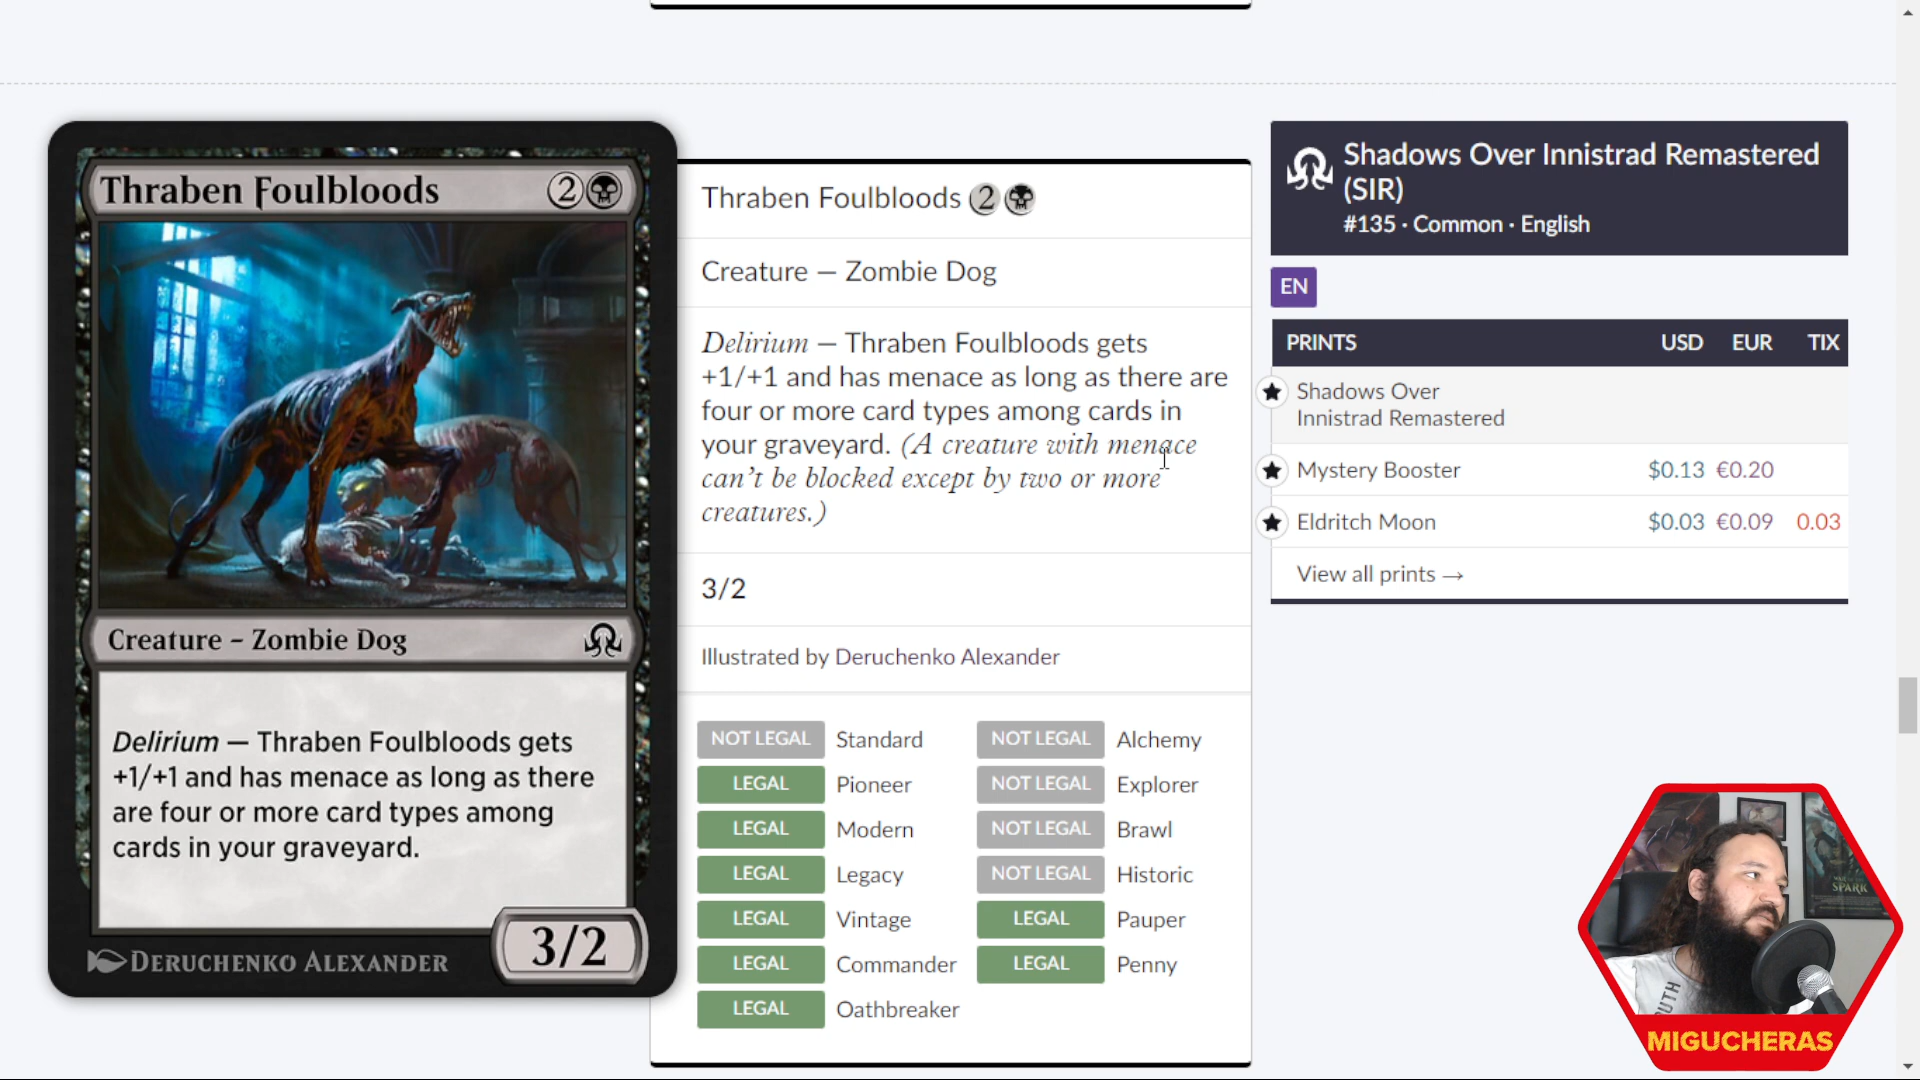 Thraben Foulbloods 2
Creature – Zombie Dog
Delirium — Thraben Foulbloods gets
+1/+1 and has menace as long as there
are four or more card types among
cards in your graveyard.
3/2
DERUCHENKO ALEXANDER
Thraben Foulbloods 2
Creature — Zombie Dog
Delirium — Thraben Foulbloods gets
+1/+1 and has menace as long as there are
four or more card types among cards in
your graveyard. (A creature with menace
can’t be blocked except by two or more
creatures.)
3/2
Illustrated by Deruchenko Alexander
NOT LEGAL Standard NOT LEGAL Alchemy
LEGAL Pioneer NOT LEGAL Explorer
LEGAL Modern NOT LEGAL Brawl
LEGAL Legacy NOT LEGAL Historic
LEGAL Vintage LEGAL Pauper
LEGAL Commander LEGAL Penny
LEGAL Oathbreaker
Shadows Over Innistrad Remastered
(SIR)
#135 · Common · English
EN
PRINTS USD EUR TIX
Shadows Over
Innistrad Remastered
Mystery Booster $0.13 €0.20
Eldritch Moon $0.03 €0.09 0.03
View all prints →
SPARK
MIGUCHERAS